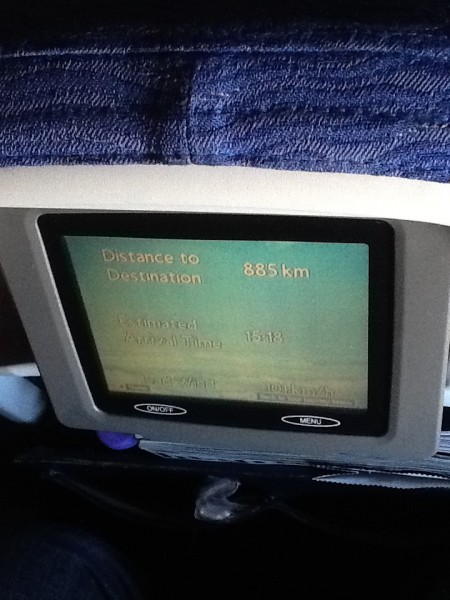 Distance to
Destination 885 km
Estimated
Arrival Time 15:18
ON/OFF
MENU